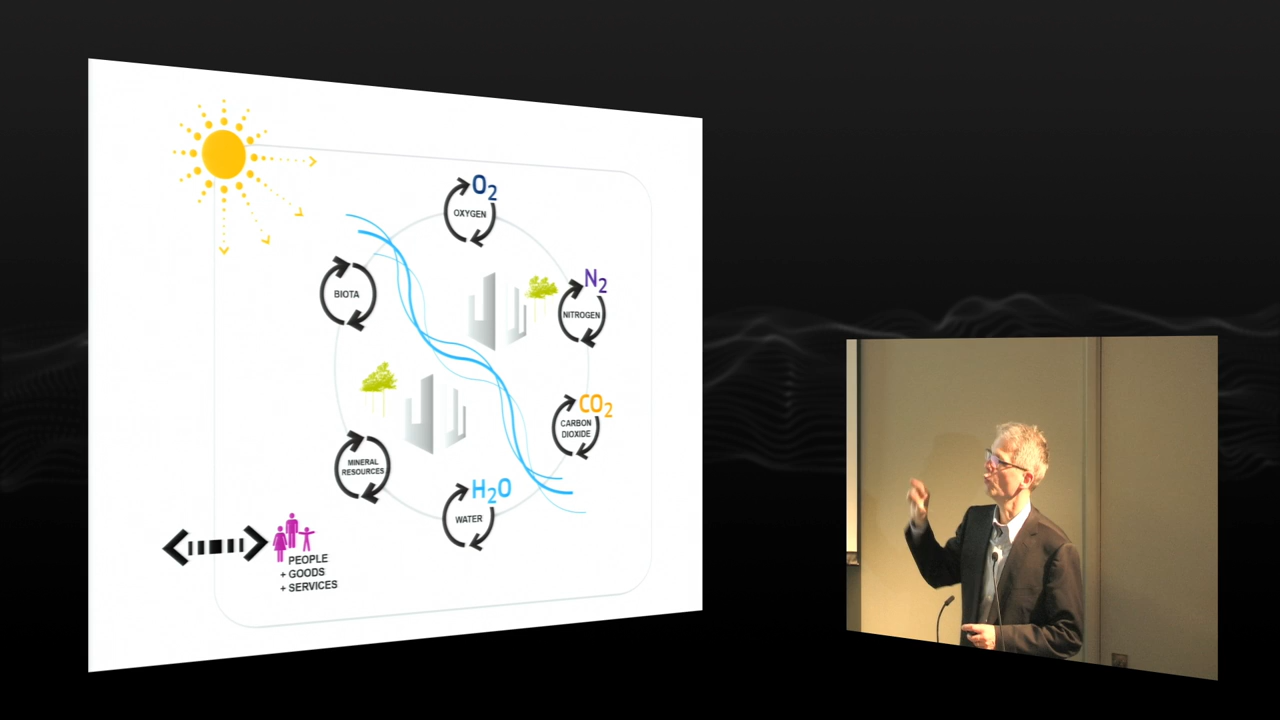 O2
OXYGEN
N2
NITROGEN
BIOTA
CO2
CARBON
DIOXIDE
MINERAL
RESOURCES
H2O
WATER
PEOPLE
+ GOODS
+ SERVICES